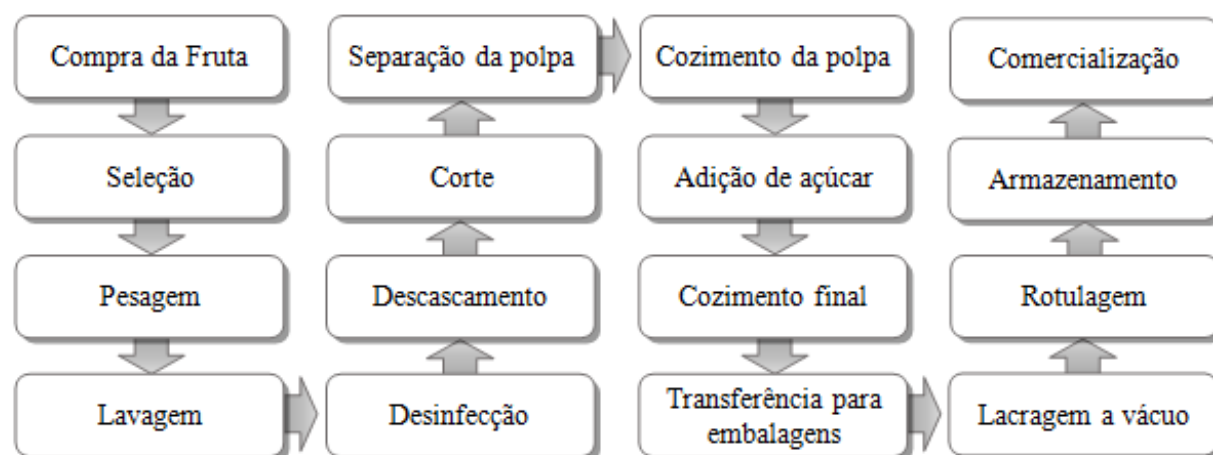 Compra da Fruta
Seleção
Pesagem
Lavagem
Desinfecção
Descascamento
Corte
Separação da polpa
Cozimento da polpa
Adição de açúcar
Cozimento final
Transferência para
embalagens
Lacragem a vácuo
Rotulagem
Armazenamento
Comercialização